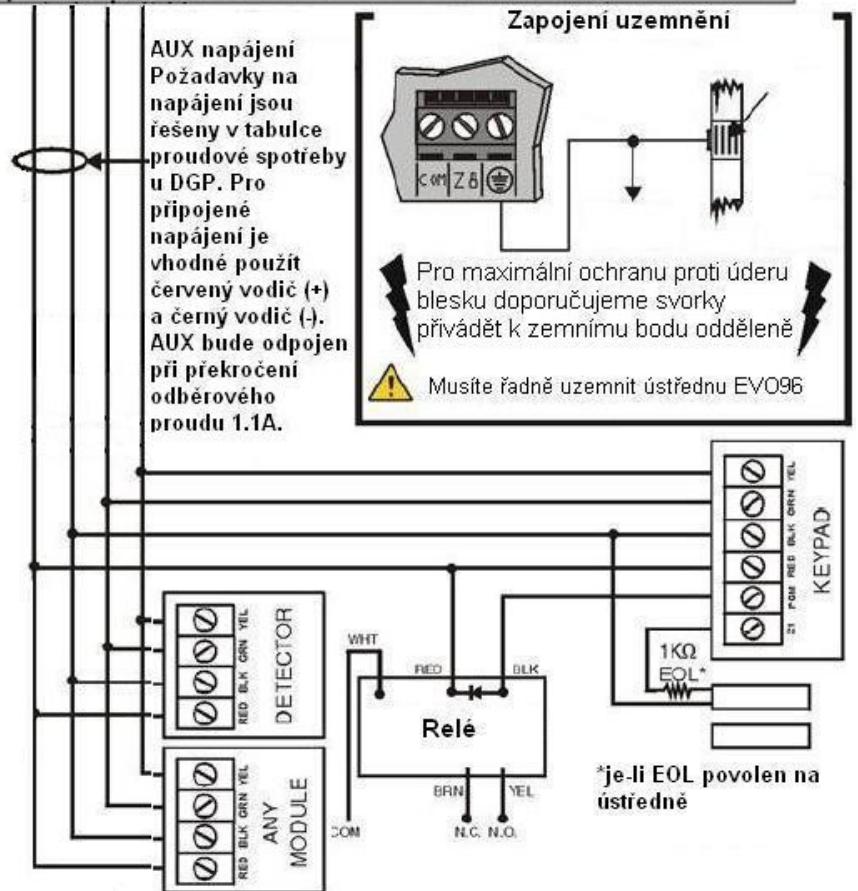 AUX napájení
Požadavky na
napájení jsou
řešeny v tabulce
proudové spotřeby
u DGP. Pro
připojené
napájení je
vhodné použít
červený vodič (+)
a černý vodič (-).
AUX bude odpojen
při překročení
odběrového
proudu 1.1A.
Zapojení uzemnění
COM Z8
Pro maximální ochranu proti úderu
blesku doporučujeme svorky
přivádět k zemnímu bodu odděleně
Musíte řadně uzemnit ústřednu EVO96
YEL
GRN
BLK
RED
PGM
Z1
KEYPAD
1KΩ
EOL*
*je-li EOL povolen na
ústředně
YEL
GRN
BLK
RED
DETECTOR
WHT
RED
BLK
Relé
BRN
YEL
COM
N.C. N.O.
YEL
GRN
BLK
RED
ANY
MODULE